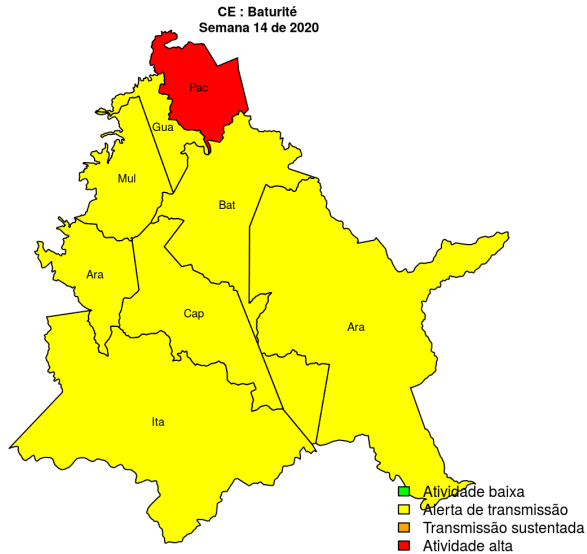 CE : Baturité
Semana 14 de 2020
Pac
Gua
Mul
Bat
Ara
Cap
Ara
Ita
Atividade baixa
Alerta de transmissão
Transmissão sustentada
Atividade alta